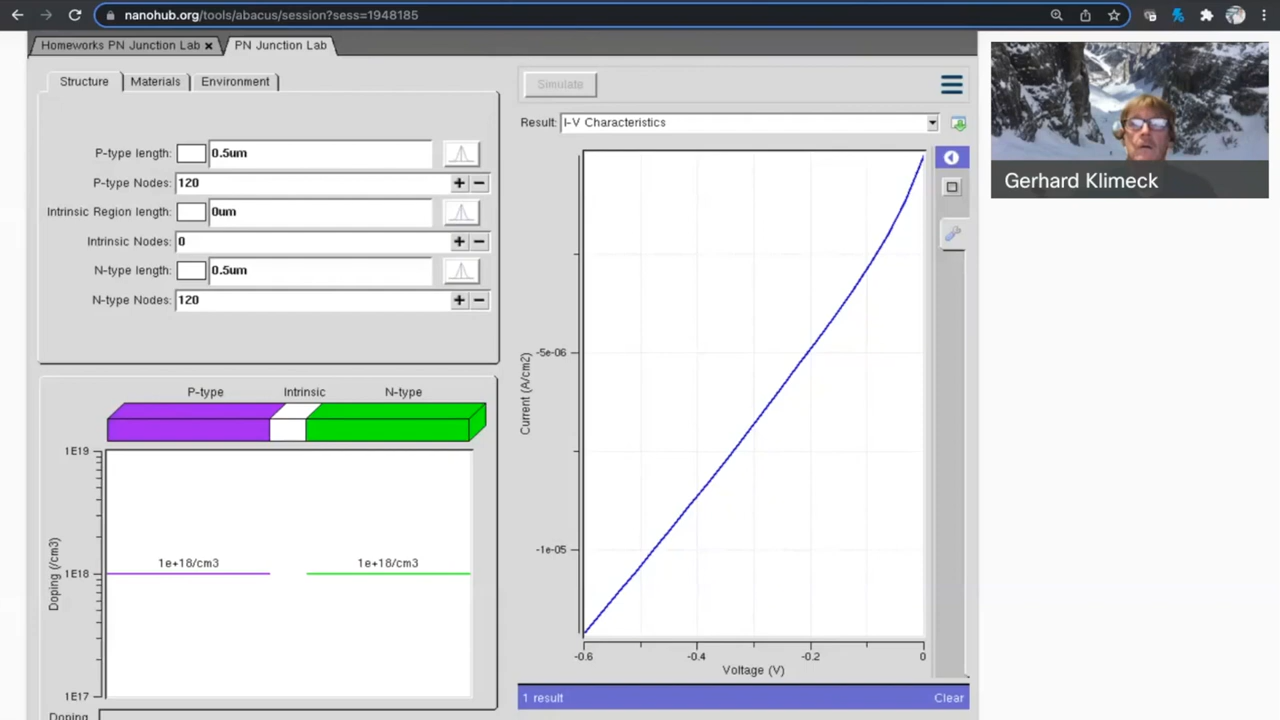 nanohub.org/tools/abacus/session?sess=1948185
Homeworks PN Junction Lab ×
PN Junction Lab
Structure
Materials
Environment
P-type length: 0.5um
P-type Nodes: 120
Intrinsic Region length: 0um
Intrinsic Nodes: 0
N-type length: 0.5um
N-type Nodes: 120
P-type
Intrinsic
N-type
1E19
1e+18/cm3
1e+18/cm3
1E18
1E17
Doping (/cm3)
Doping
Simulate
Result: I-V Characteristics
Current (A/cm2)
-5e-06
-1e-05
-0.6
-0.4
-0.2
0
Voltage (V)
1 result
Clear
Gerhard Klimeck